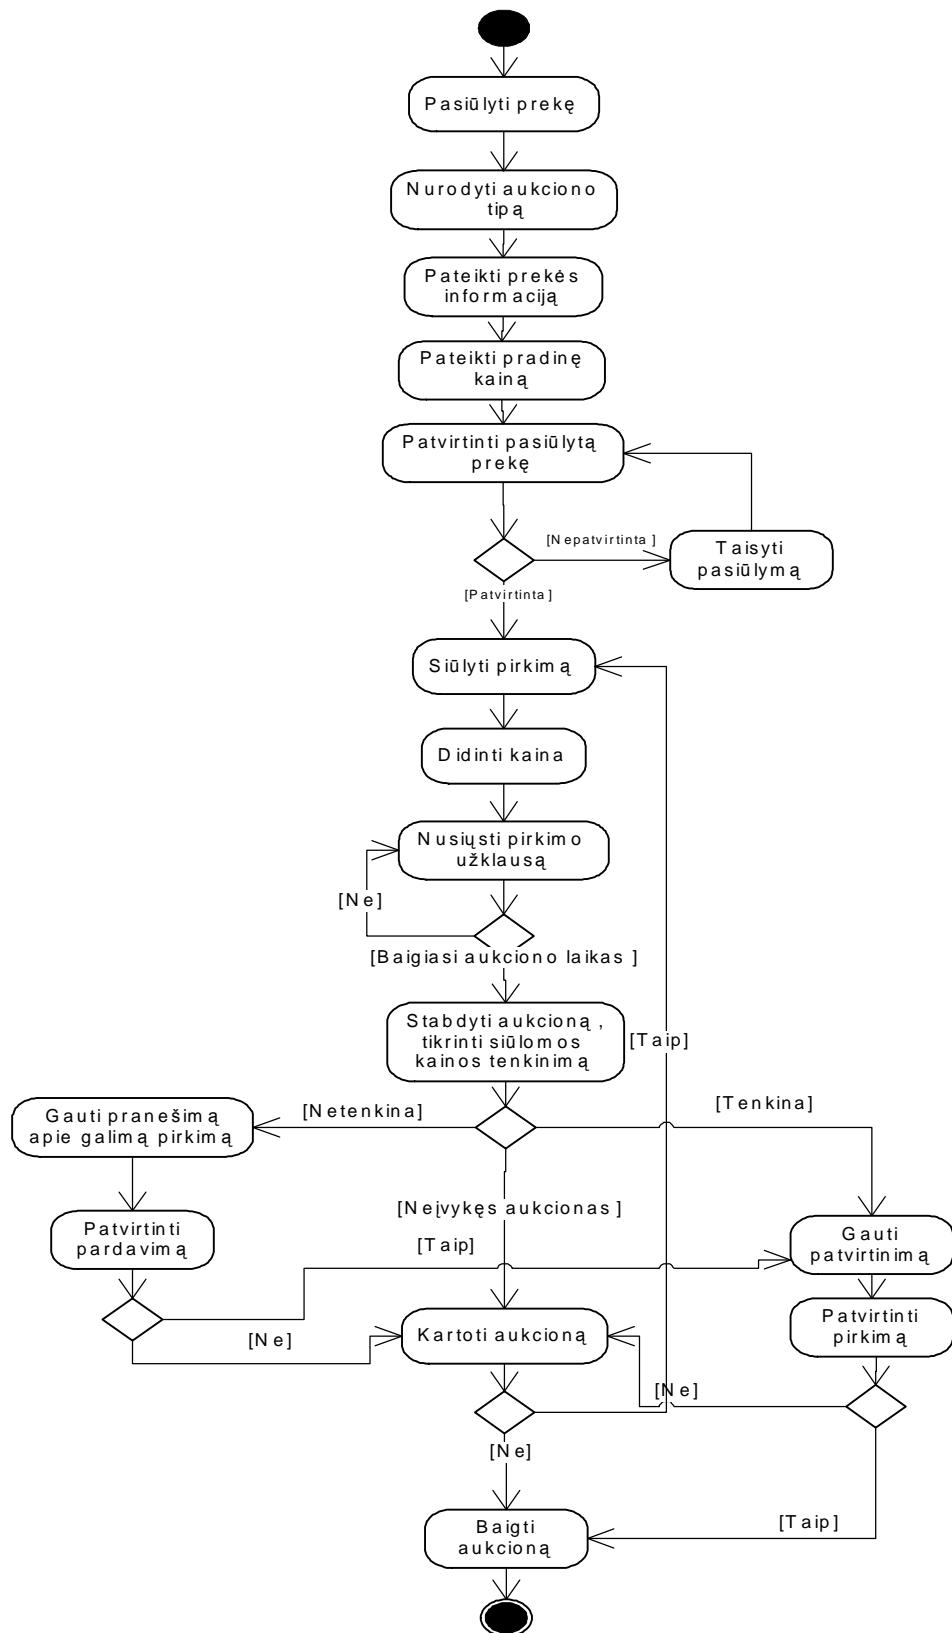 Pasiūlyti prekę
Nurodyti aukciono
tipą
Pateikti prekės
informaciją
Pateikti pradinę
kainą
Patvirtinti pasiūlytą
prekę
[Nepatvirtinta]
Taisyti
pasiūlymą
[Patvirtinta]
Siūlyti pirkimą
Didinti kaina
Nusiųsti pirkimo
užklausą
[Ne]
[Baigiasi aukciono laikas ]
Stabdyti aukcioną ,
tikrinti siūlomos
kainos tenkinimą
[Taip]
[Netenkina]
[Tenkina]
Gauti pranešimą
apie galimą pirkimą
[Neįvykęs aukcionas ]
Patvirtinti
pardavimą
[Taip]
Gauti
patvirtinimą
[Ne]
Kartoti aukcioną
Patvirtinti
pirkimą
[Ne]
[Ne]
Baigti
aukcioną
[Taip]